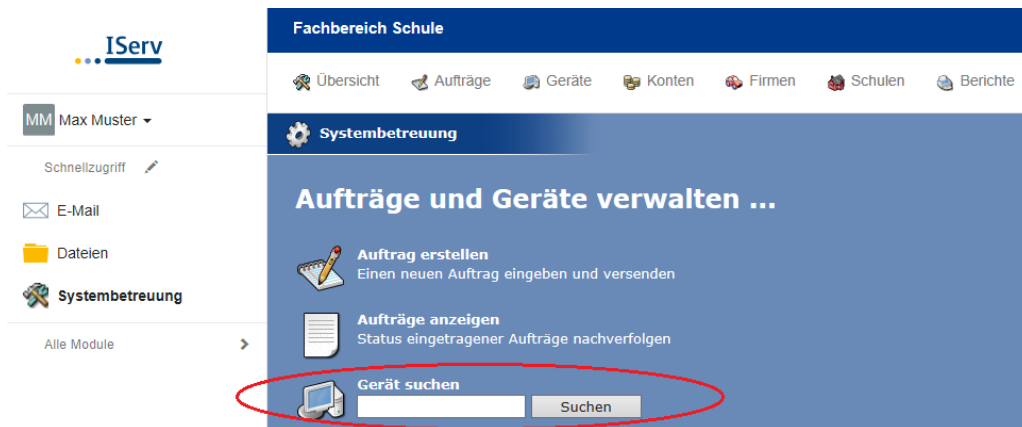 IServ
MM Max Muster
Schnellzugriff
E-Mail
Dateien
Systembetreuung
Alle Module
Fachbereich Schule
Übersicht Aufträge Geräte Konten Firmen Schulen Berichte
Systembetreuung
Aufträge und Geräte verwalten ...
Auftrag erstellen
Einen neuen Auftrag eingeben und versenden
Aufträge anzeigen
Status eingetragener Aufträge nachverfolgen
Gerät suchen
Suchen